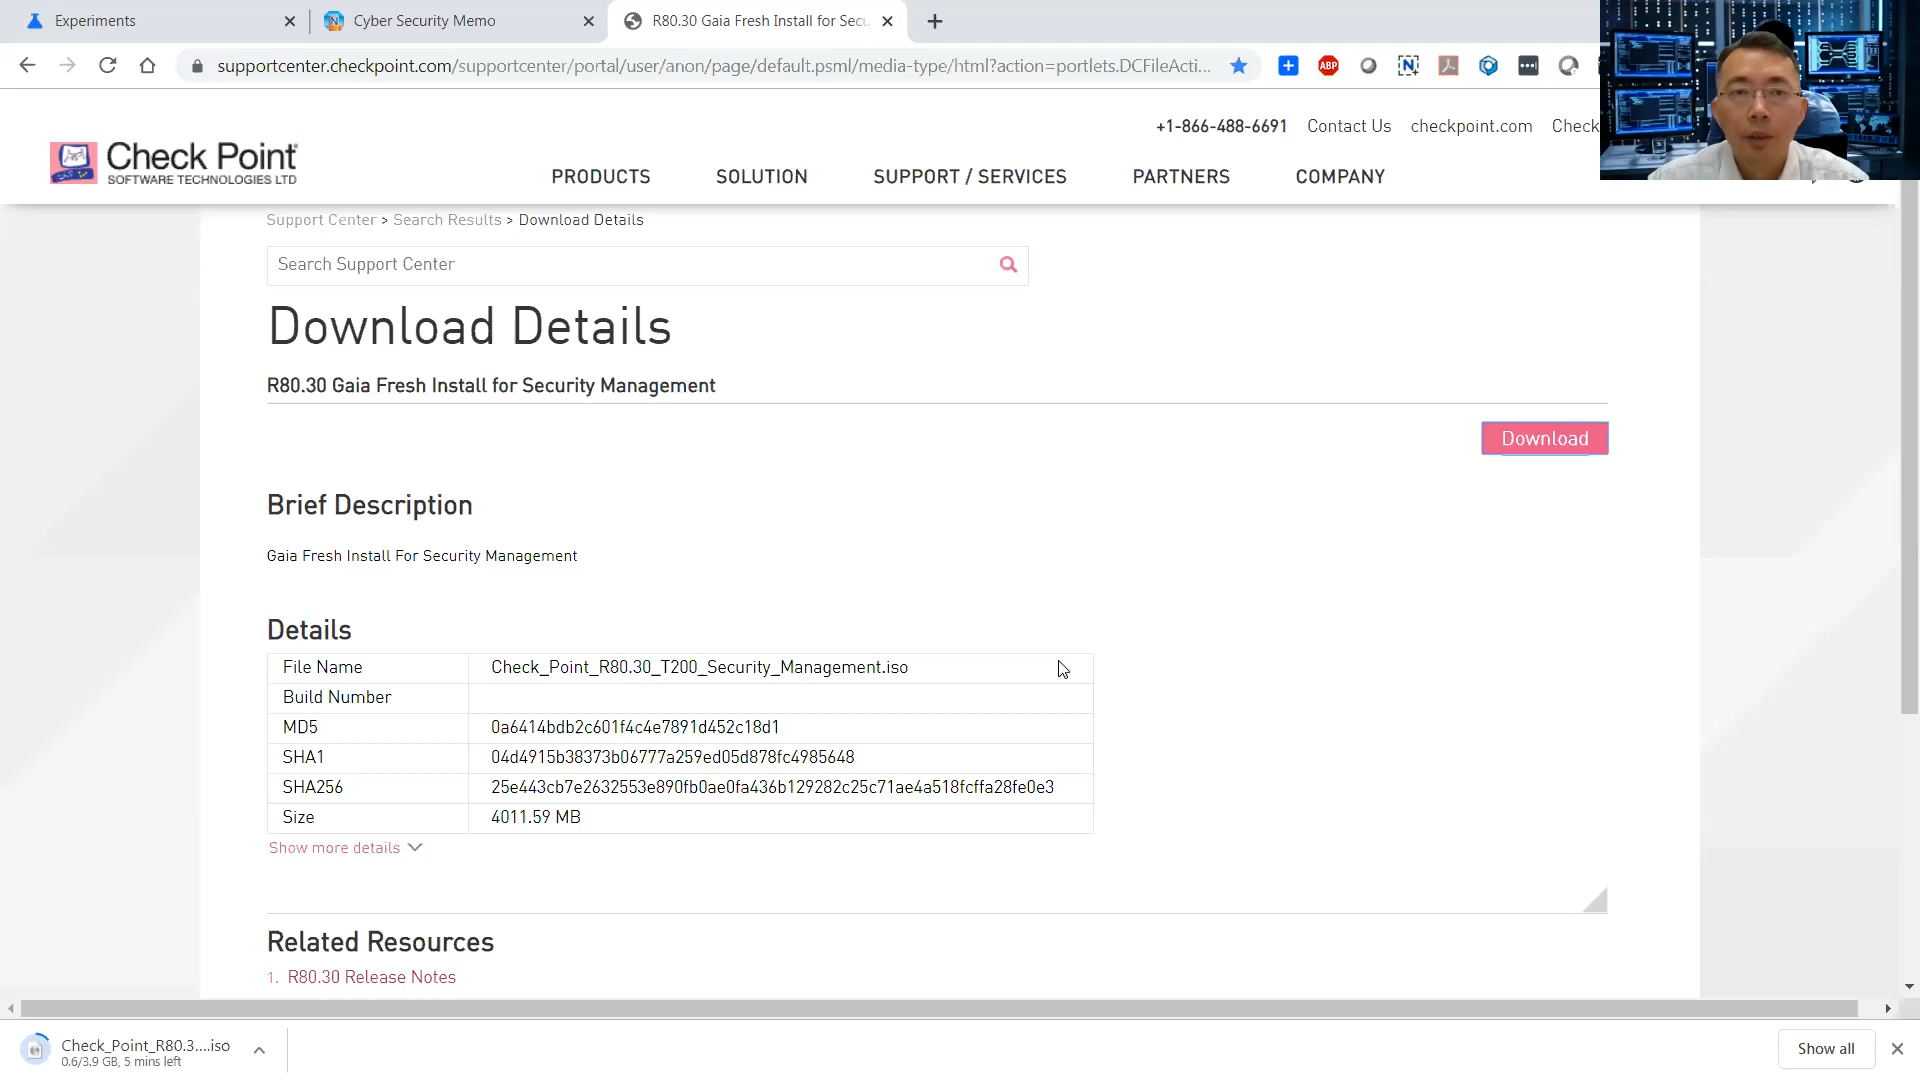 Experiments
Cyber Security Memo
R80.30 Gaia Fresh Install for Secu
supportcenter.checkpoint.com/supportcenter/portal/user/anon/page/default.psml/media-type/html?action=portlets.DCFileActi...
ABP
N
+1-866-488-6691 Contact Us checkpoint.com Check
Check Point
SOFTWARE TECHNOLOGIES LTD
PRODUCTS SOLUTION SUPPORT / SERVICES PARTNERS COMPANY
Support Center > Search Results > Download Details
Search Support Center
Download Details
R80.30 Gaia Fresh Install for Security Management
Download
Brief Description
Gaia Fresh Install For Security Management
Details
File Name Check_Point_R80.30_T200_Security_Management.iso
Build Number
MD5 0a6414bdb2c601f4c4e7891d452c18d1
SHA1 04d4915b38373b06777a259ed05d878fc4985648
SHA256 25e443cb7e2632553e890fb0ae0fa436b129282c25c71ae4a518fcffa28fe0e3
Size 4011.59 MB
Show more details
Related Resources
1. R80.30 Release Notes
Check_Point_R80.3....iso
0.6/3.9 GB, 5 mins left
Show all